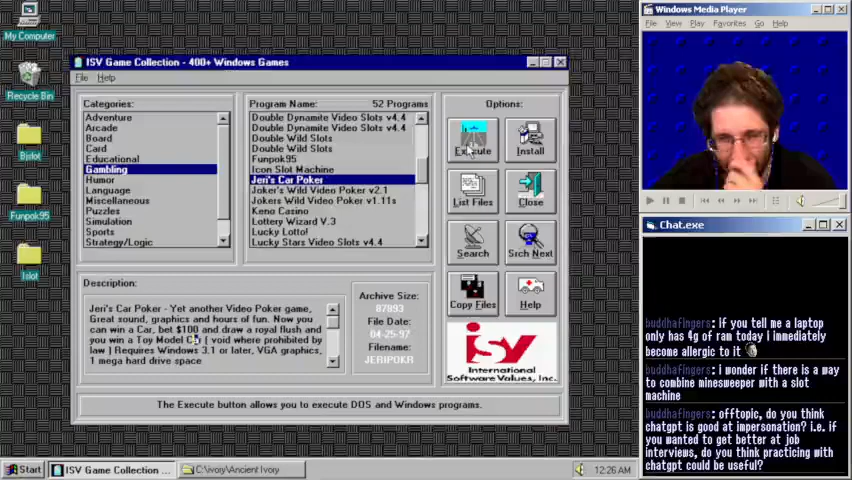 My Computer
Recycle Bin
Bjslot
Funpok95
Islot
ISV Game Collection - 400+ Windows Games
File Help
Categories:
Adventure
Arcade
Board
Card
Educational
Gambling
Humor
Language
Miscellaneous
Puzzles
Simulation
Sports
Strategy/Logic
Program Name: 52 Programs
Double Dynamite Video Slots v4.4
Double Dynamite Video Slots v4.4
Double Wild Slots
Double Wild Slots
Funpok95
Icon Slot Machine
Jeri's Car Poker
Joker's Wild Video Poker v2.1
Jokers Wild Video Poker v1.11s
Keno Casino
Lottery Wizard V.3
Lucky Lotto!
Lucky Stars Video Slots v4.4
Options:
Execute
Install
List Files
Close
Search
Srch Next
Copy Files
Help
Description:
Jeri's Car Poker - Yet another Video Poker game,
Great sound, graphics and hours of fun. Now you
can win a Car, bet $100 and draw a royal flush and
you win a Toy Model ( void where prohibited by
law ) Requires Windows 3.1 or later, VGA graphics,
1 mega hard drive space
Archive Size:
87893
File Date:
04-25-97
Filename:
JERIPOKR
isv
International
Software Values, Inc.
The Execute button allows you to execute DOS and Windows programs.
Start
ISV Game Collection ...
C:\ivory\Ancient Ivory
12:26 AM
Windows Media Player
File View Play Favorites Go Help
Chat.exe
buddhafingers: if you tell me a laptop
only has 4g of ram today i immediately
become allergic to it
buddhafingers: i wonder if there is a way
to combine minesweeper with a slot
machine
buddhafingers: offtopic, do you think
chatgpt is good at impersonation? i.e. if
you wanted to get better at job
interviews, do you think practicing with
chatgpt could be useful?